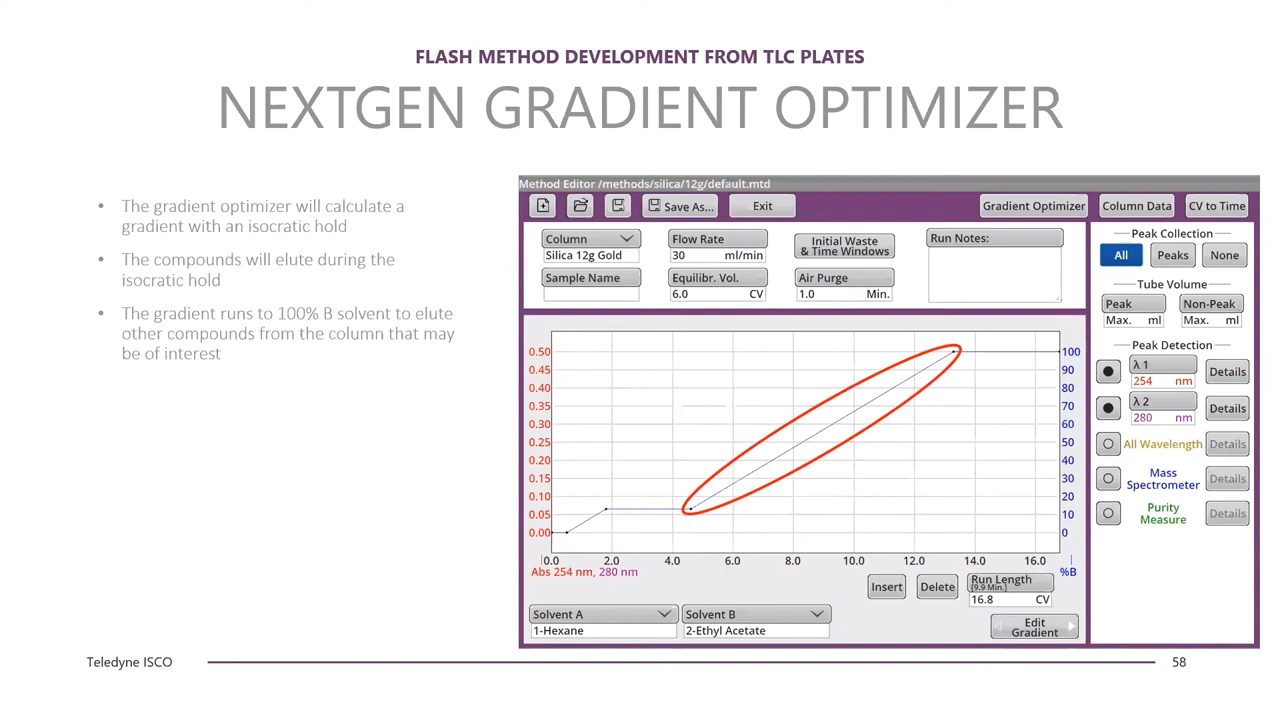 FLASH METHOD DEVELOPMENT FROM TLC PLATES
NEXTGEN GRADIENT OPTIMIZER
• The gradient optimizer will calculate a
gradient with an isocratic hold
• The compounds will elute during the
isocratic hold
• The gradient runs to 100% B solvent to elute
other compounds from the column that may
be of interest
Method Editor /methods/silica/12g/default.mtd
Save As... Exit Gradient Optimizer Column Data CV to Time
Column
Silica 12g Gold
Flow Rate
30 ml/min
Initial Waste
& Time Windows
Run Notes:
Sample Name
Equilibr. Vol.
6.0 CV
Air Purge
1.0 Min.
Peak Collection
All Peaks None
Tube Volume
Peak
Max. ml
Non-Peak
Max. ml
Peak Detection
λ 1
254 nm
Details
λ 2
280 nm
Details
All Wavelength Details
Mass
Spectrometer
Details
Purity
Measure
Details
0.50
0.45
0.40
0.35
0.30
0.25
0.20
0.15
0.10
0.05
0.00
100
90
80
70
60
50
40
30
20
10
0
0.0 2.0 4.0 6.0 8.0 10.0 12.0 14.0 16.0
Abs 254 nm, 280 nm
%B
Insert Delete
Run Length
[9.9 Min.]
16.8 CV
Solvent A
1-Hexane
Solvent B
2-Ethyl Acetate
Edit
Gradient
Teledyne ISCO
58